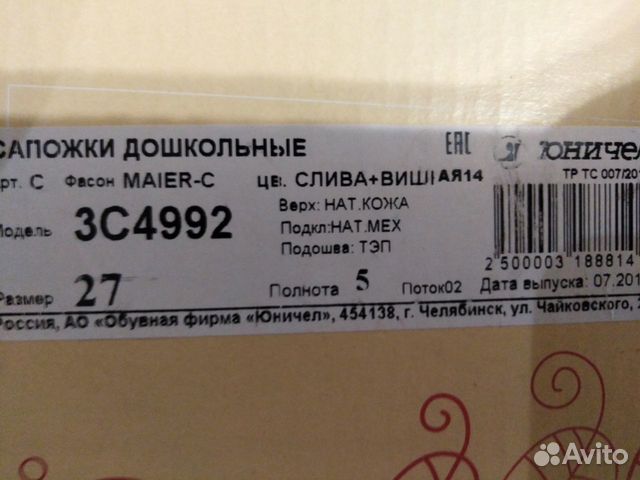 САПОЖКИ ДОШКОЛЬНЫЕ EAC ЮНИЧЕЛ
рт. С Фасон MAIER-C ЦВ. СЛИВА+ВИШ АЯ14 ТР ТС 007/201
Модель 3С4992 Верх: НАТ.КОЖА
Подкл:НАТ.МЕХ
Подошва: ТЭП
2 500003 188814
Размер 27 Полнота 5 Поток02 Дата выпуска: 07.201
Россия, АО «Обувная фирма «Юничел», 454138, г. Челябинск, ул. Чайковского,
Avito